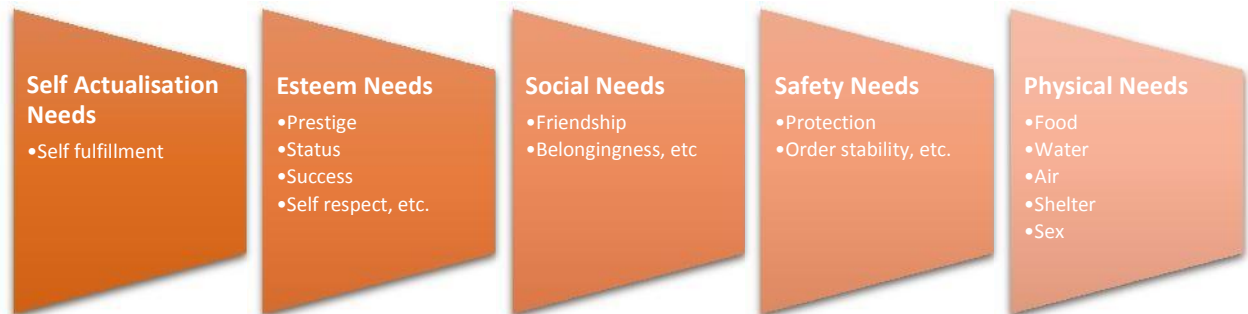 Self Actualisation
Needs
•Self fulfillment
Esteem Needs
•Prestige
•Status
•Success
•Self respect, etc.
Social Needs
•Friendship
•Belongingness, etc
Safety Needs
•Protection
•Order stability, etc.
Physical Needs
•Food
•Water
•Air
•Shelter
•Sex